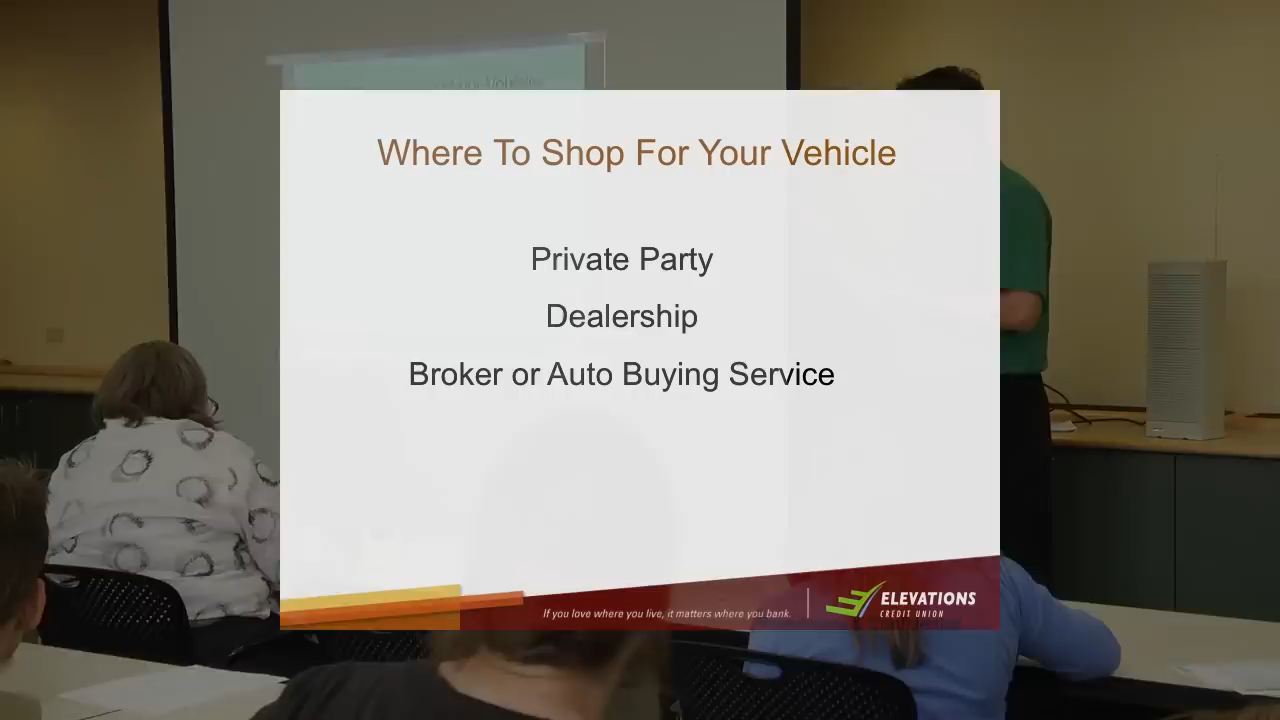 Where To Shop For Your Vehicle
Private Party
Dealership
Broker or Auto Buying Service
If you love where you live, it matters where you bank.
ELEVATIONS
CREDIT UNION